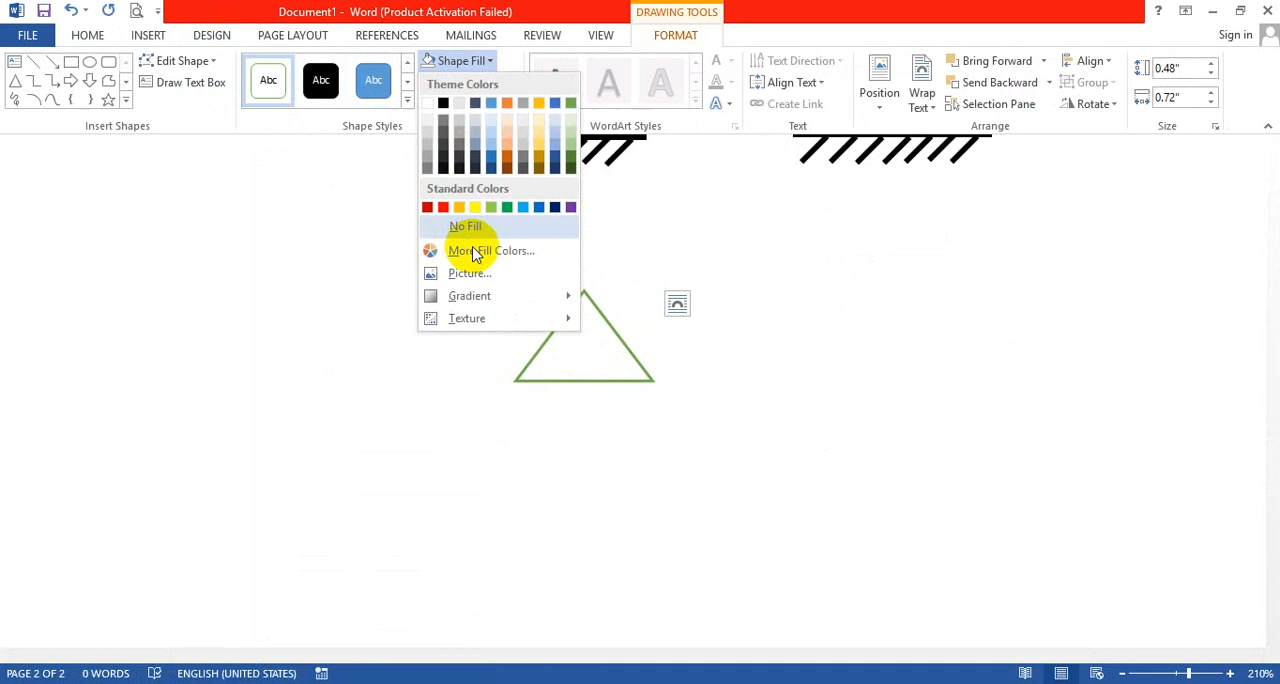 Document1 - Word (Product Activation Failed)
DRAWING TOOLS
?
FILE
HOME
INSERT
DESIGN
PAGE LAYOUT
REFERENCES
MAILINGS
REVIEW
VIEW
FORMAT
Sign in
Edit Shape
Draw Text Box
Insert Shapes
Abc
Abc
Abc
Shape Styles
Shape Fill
Theme Colors
Standard Colors
No Fill
More Fill Colors...
Picture...
Gradient
Texture
A
A
A
A
A
WordArt Styles
Text Direction
Align Text
Create Link
Text
Position
Wrap
Text
Bring Forward
Send Backward
Selection Pane
Align
Group
Rotate
Arrange
0.48"
0.72"
Size
PAGE 2 OF 2
0 WORDS
ENGLISH (UNITED STATES)
210%